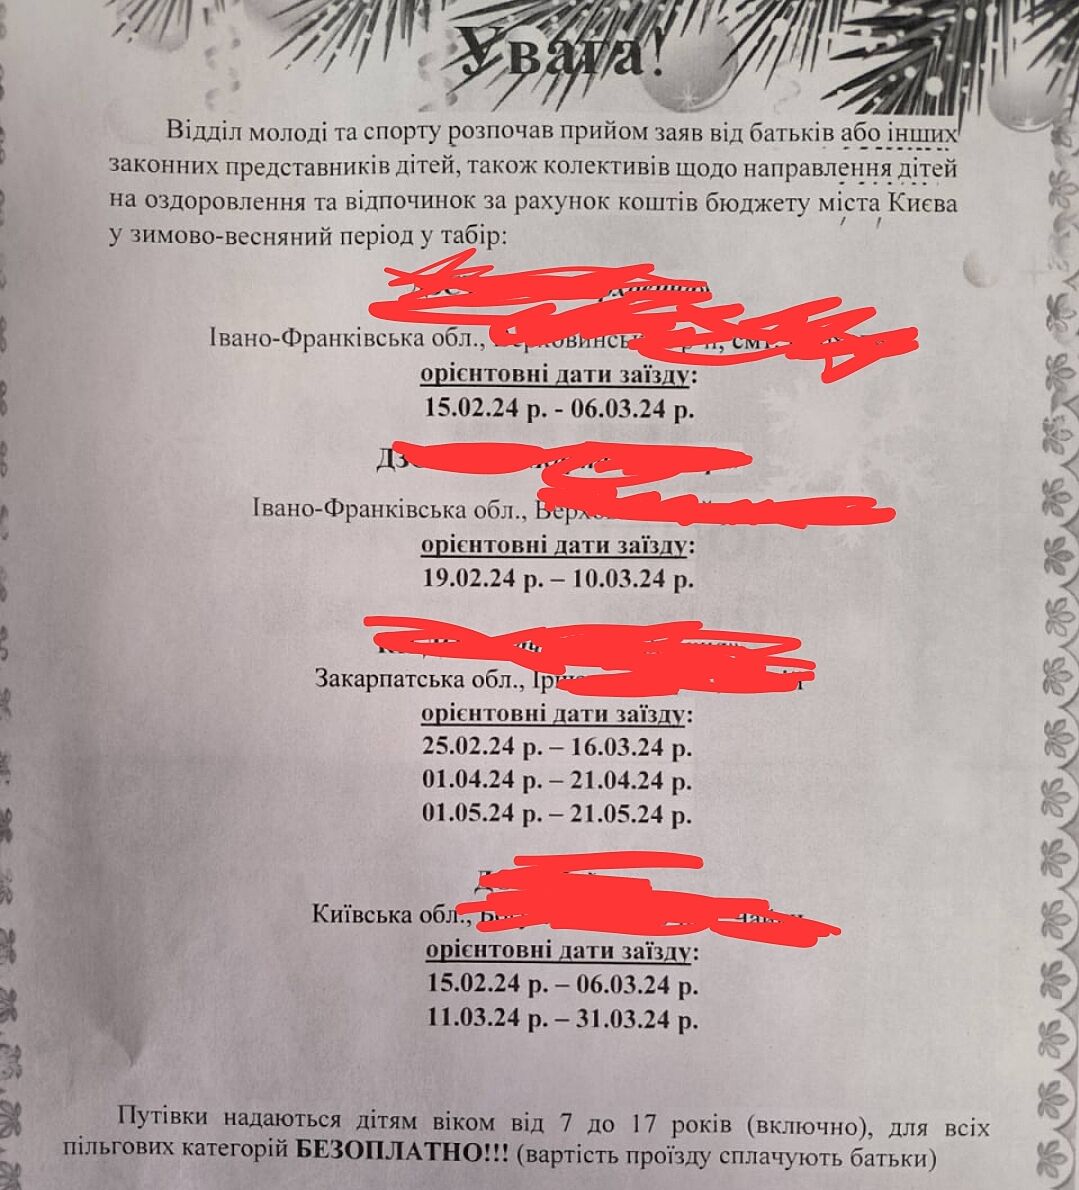 Увага!
Відділ молоді та спорту розпочав прийом заяв від батьків або інших
законних представників дітей, також колективів щодо направлення дітей
на оздоровлення та відпочинок за рахунок коштів бюджету міста Києва
у зимово-весняний період у табір:
Івано-Франківська обл., смт.
орієнтовні дати заїзду:
15.02.24 р. - 06.03.24 р.
Івано-Франківська обл.,
орієнтовні дати заїзду:
19.02.24 р. – 10.03.24 р.
Закарпатська обл.,
орієнтовні дати заїзду:
25.02.24 р. – 16.03.24 р.
01.04.24 р. – 21.04.24 р.
01.05.24 р. – 21.05.24 р.
Київська обл.,
орієнтовні дати заїзду:
15.02.24 р. – 06.03.24 р.
11.03.24 р. – 31.03.24 р.
Путівки надаються дітям віком від 7 до 17 років (включно), для всіх
пільгових категорій БЕЗОПЛАТНО!!! (вартість проїзду сплачують батьки)